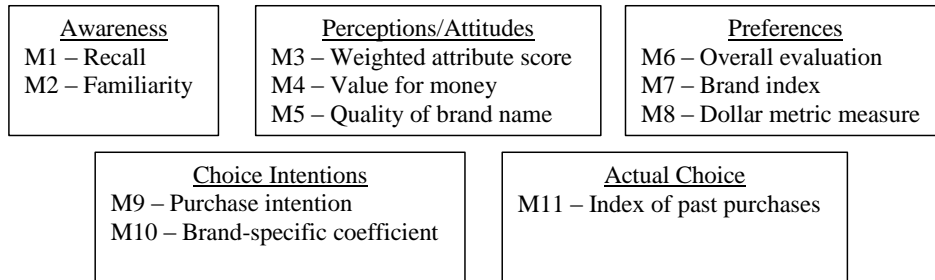 Awareness
M1 – Recall
M2 – Familiarity
Perceptions/Attitudes
M3 – Weighted attribute score
M4 – Value for money
M5 – Quality of brand name
Preferences
M6 – Overall evaluation
M7 – Brand index
M8 – Dollar metric measure
Choice Intentions
M9 – Purchase intention
M10 – Brand-specific coefficient
Actual Choice
M11 – Index of past purchases